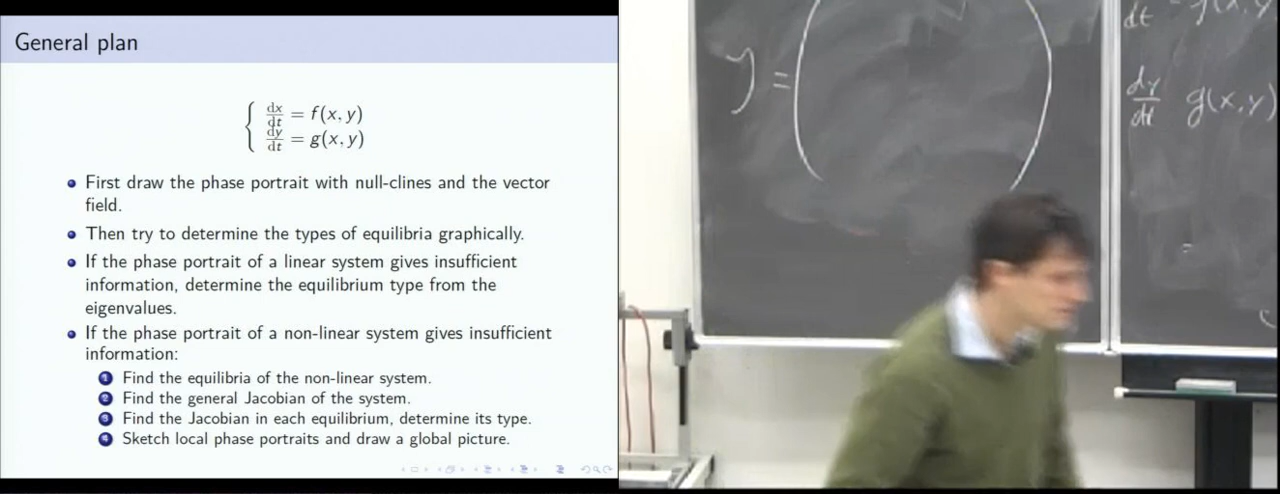 General plan
dx/dt = f(x, y)
dy/dt = g(x, y)
First draw the phase portrait with null-clines and the vector
field.
Then try to determine the types of equilibria graphically.
If the phase portrait of a linear system gives insufficient
information, determine the equilibrium type from the
eigenvalues.
If the phase portrait of a non-linear system gives insufficient
information:
1 Find the equilibria of the non-linear system.
2 Find the general Jacobian of the system.
3 Find the Jacobian in each equilibrium, determine its type.
4 Sketch local phase portraits and draw a global picture.
dt
dy/dt g(x,y)
=